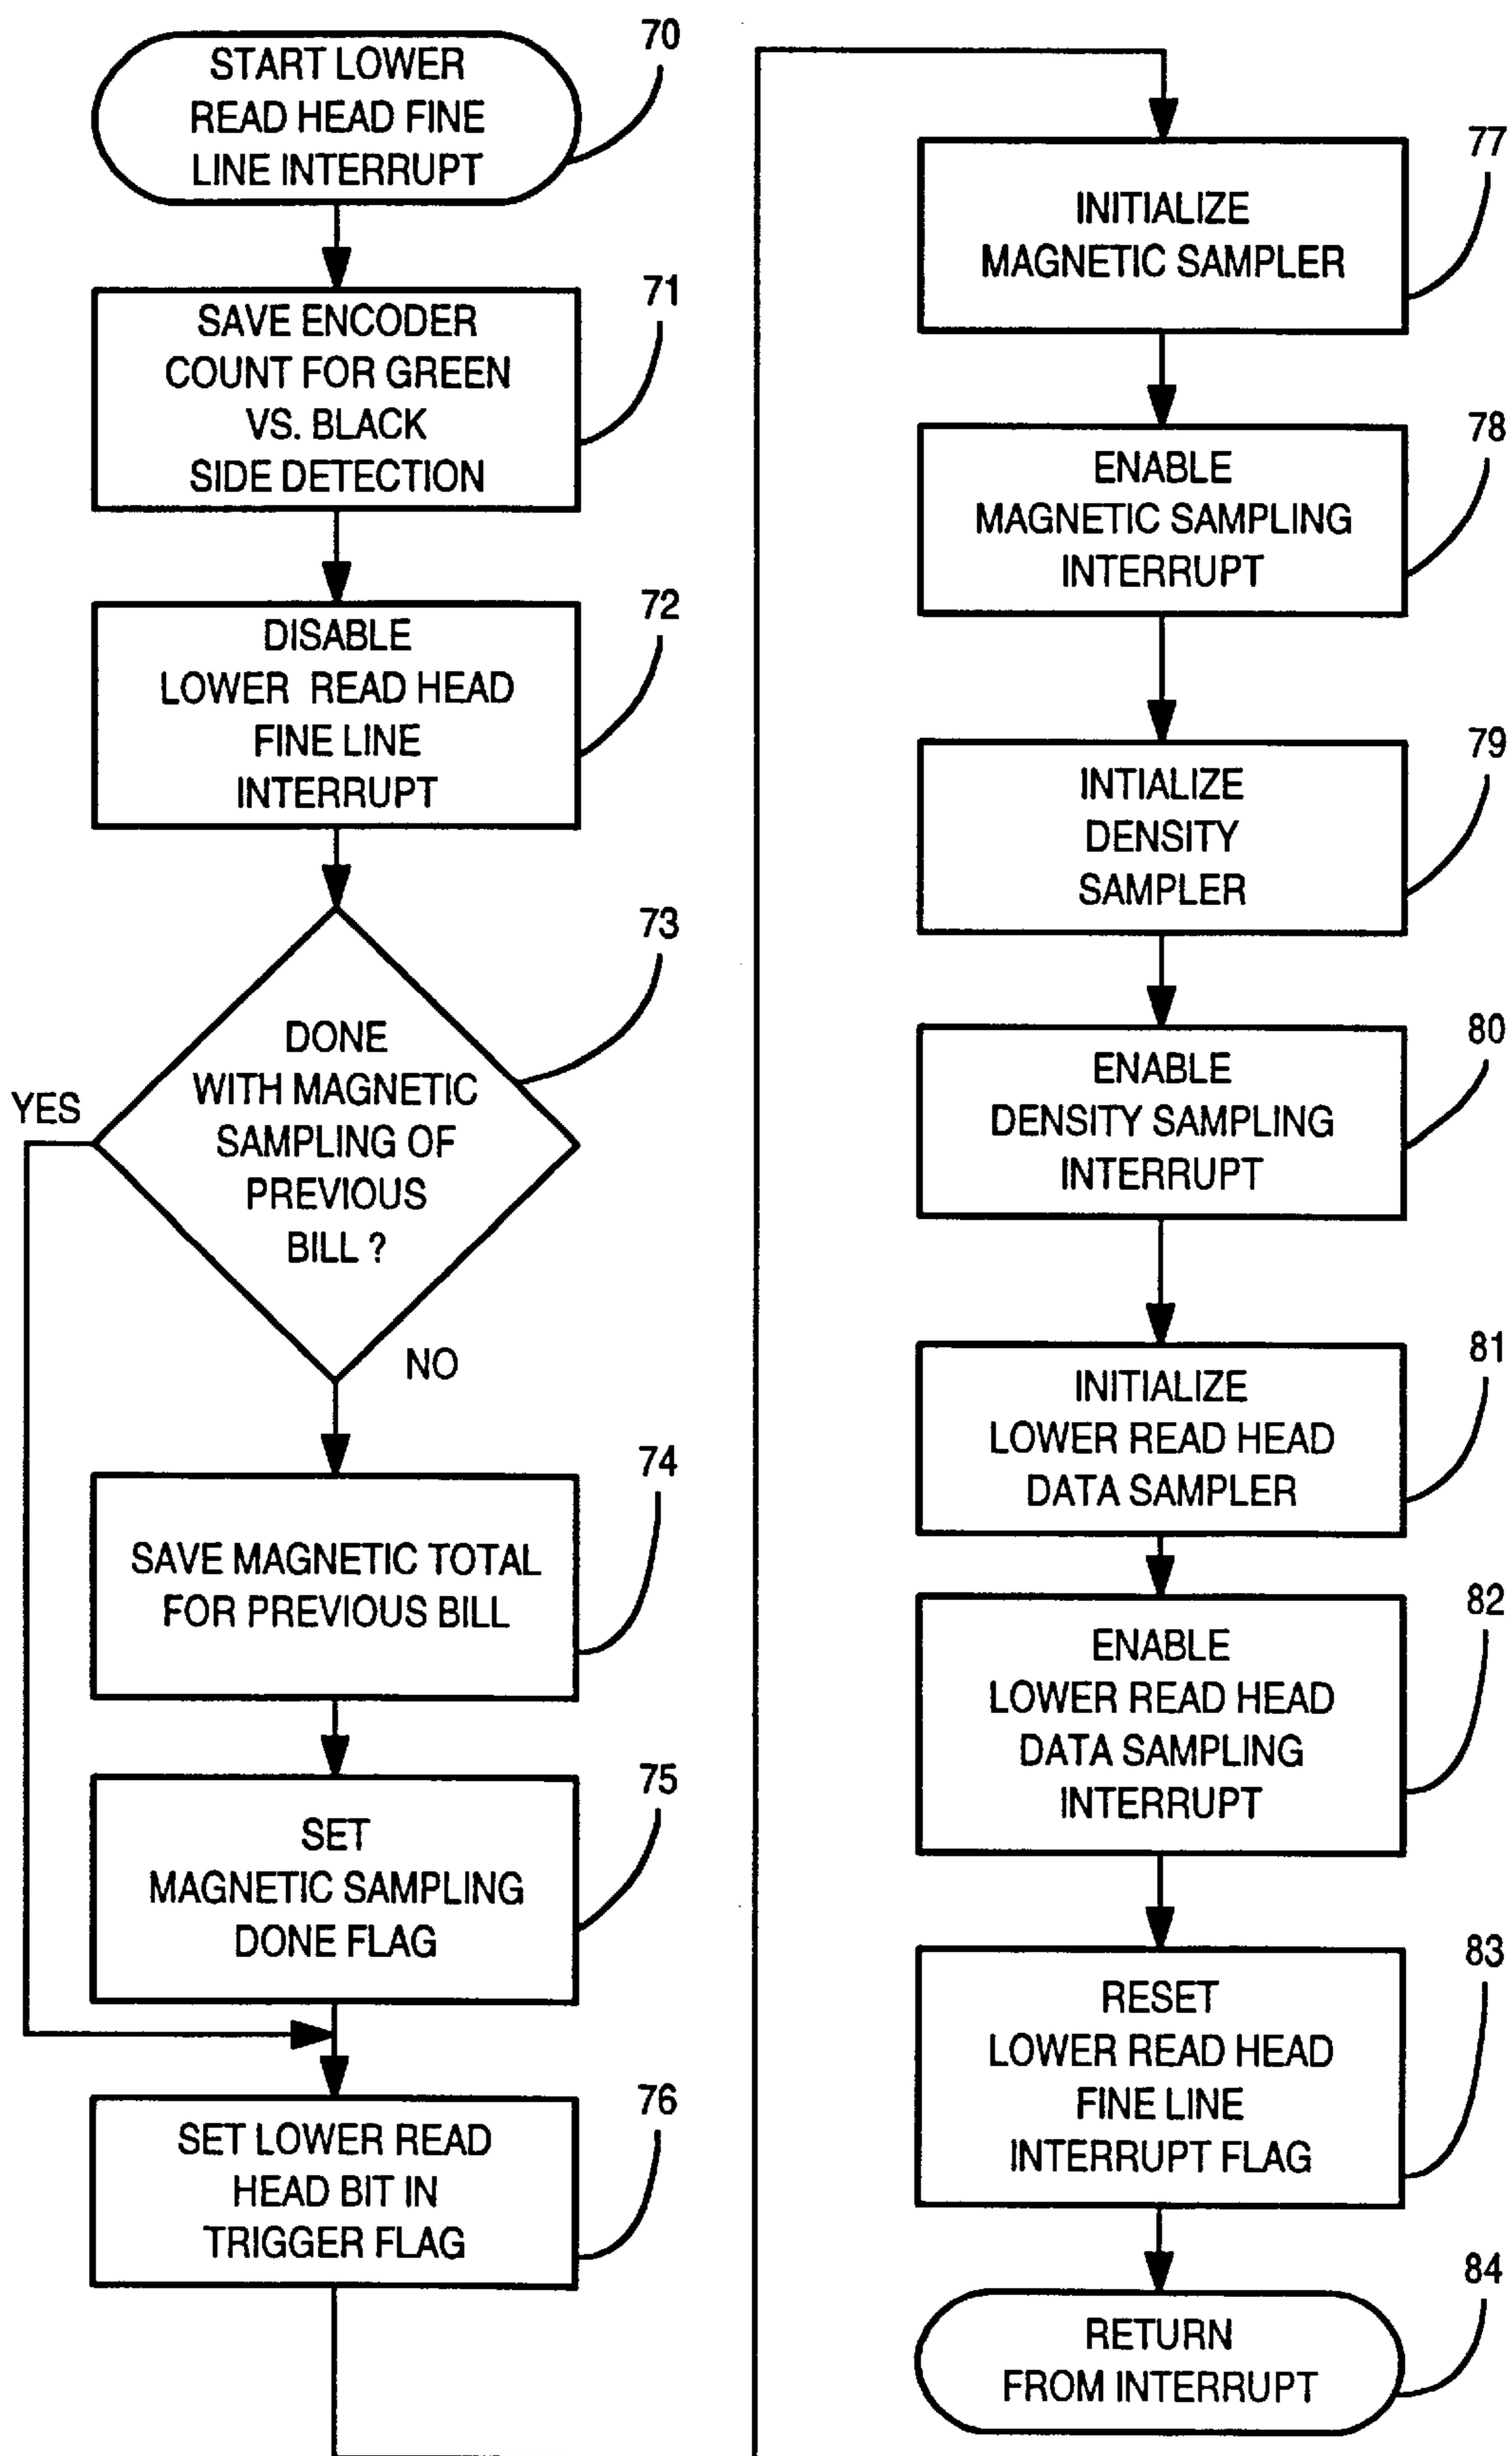 START LOWER
READ HEAD FINE
LINE INTERRUPT
70
SAVE ENCODER
COUNT FOR GREEN
VS. BLACK
SIDE DETECTION
71
DISABLE
LOWER READ HEAD
FINE LINE
INTERRUPT
72
DONE
WITH MAGNETIC
SAMPLING OF
PREVIOUS
BILL ?
73
YES
NO
SAVE MAGNETIC TOTAL
FOR PREVIOUS BILL
74
SET
MAGNETIC SAMPLING
DONE FLAG
75
SET LOWER READ
HEAD BIT IN
TRIGGER FLAG
76
INITIALIZE
MAGNETIC SAMPLER
77
ENABLE
MAGNETIC SAMPLING
INTERRUPT
78
INTIALIZE
DENSITY
SAMPLER
79
ENABLE
DENSITY SAMPLING
INTERRUPT
80
INITIALIZE
LOWER READ HEAD
DATA SAMPLER
81
ENABLE
LOWER READ HEAD
DATA SAMPLING
INTERRUPT
82
RESET
LOWER READ HEAD
FINE LINE
INTERRUPT FLAG
83
RETURN
FROM INTERRUPT
84